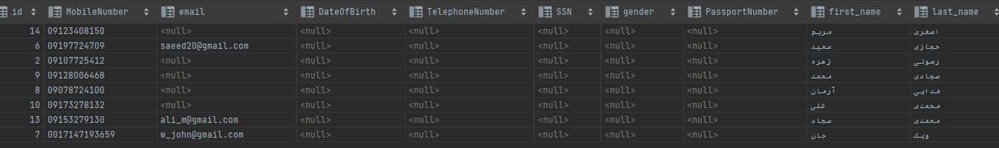 id MobileNumber email DateOfBirth TelephoneNumber SSN gender PassportNumber first_name last_name
14 09123408150 <null> <null> <null> <null> <null> <null> مریم اصغری
6 09197724709 saeed20@gmail.com <null> <null> <null> <null> <null> سعید حجازی
2 09107725412 <null> <null> <null> <null> <null> <null> زهره رسولی
9 09128006468 <null> <null> <null> <null> <null> <null> محمد سجادی
8 09078724100 <null> <null> <null> <null> <null> <null> آرمان فدایی
10 09173278132 <null> <null> <null> <null> <null> <null> علی محمدی
13 09153279130 ali_m@gmail.com <null> <null> <null> <null> <null> سجاد محمدی
7 0017147193659 w_john@gmail.com <null> <null> <null> <null> <null> جان ویک